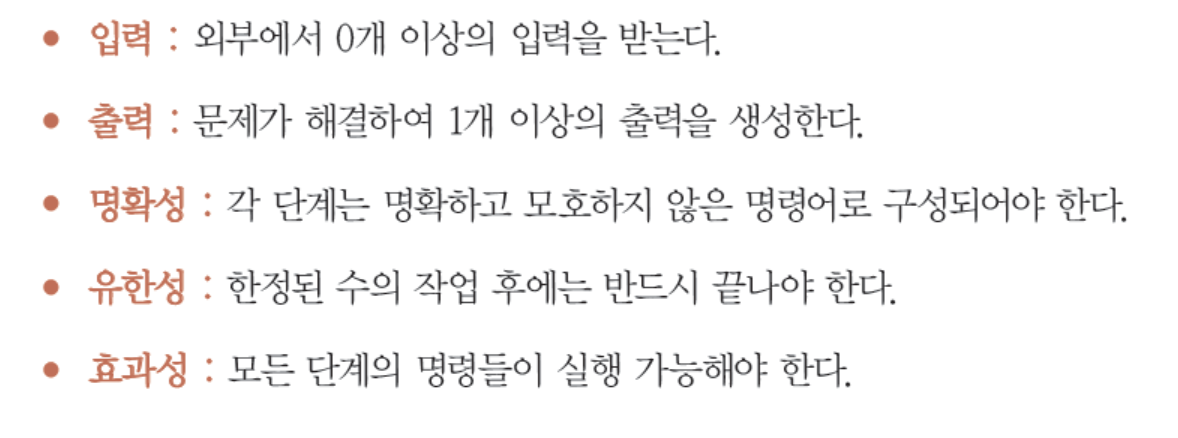 • 입력 : 외부에서 0개 이상의 입력을 받는다.
• 출력 : 문제가 해결하여 1개 이상의 출력을 생성한다.
• 명확성 : 각 단계는 명확하고 모호하지 않은 명령어로 구성되어야 한다.
• 유한성 : 한정된 수의 작업 후에는 반드시 끝나야 한다.
• 효과성 : 모든 단계의 명령들이 실행 가능해야 한다.